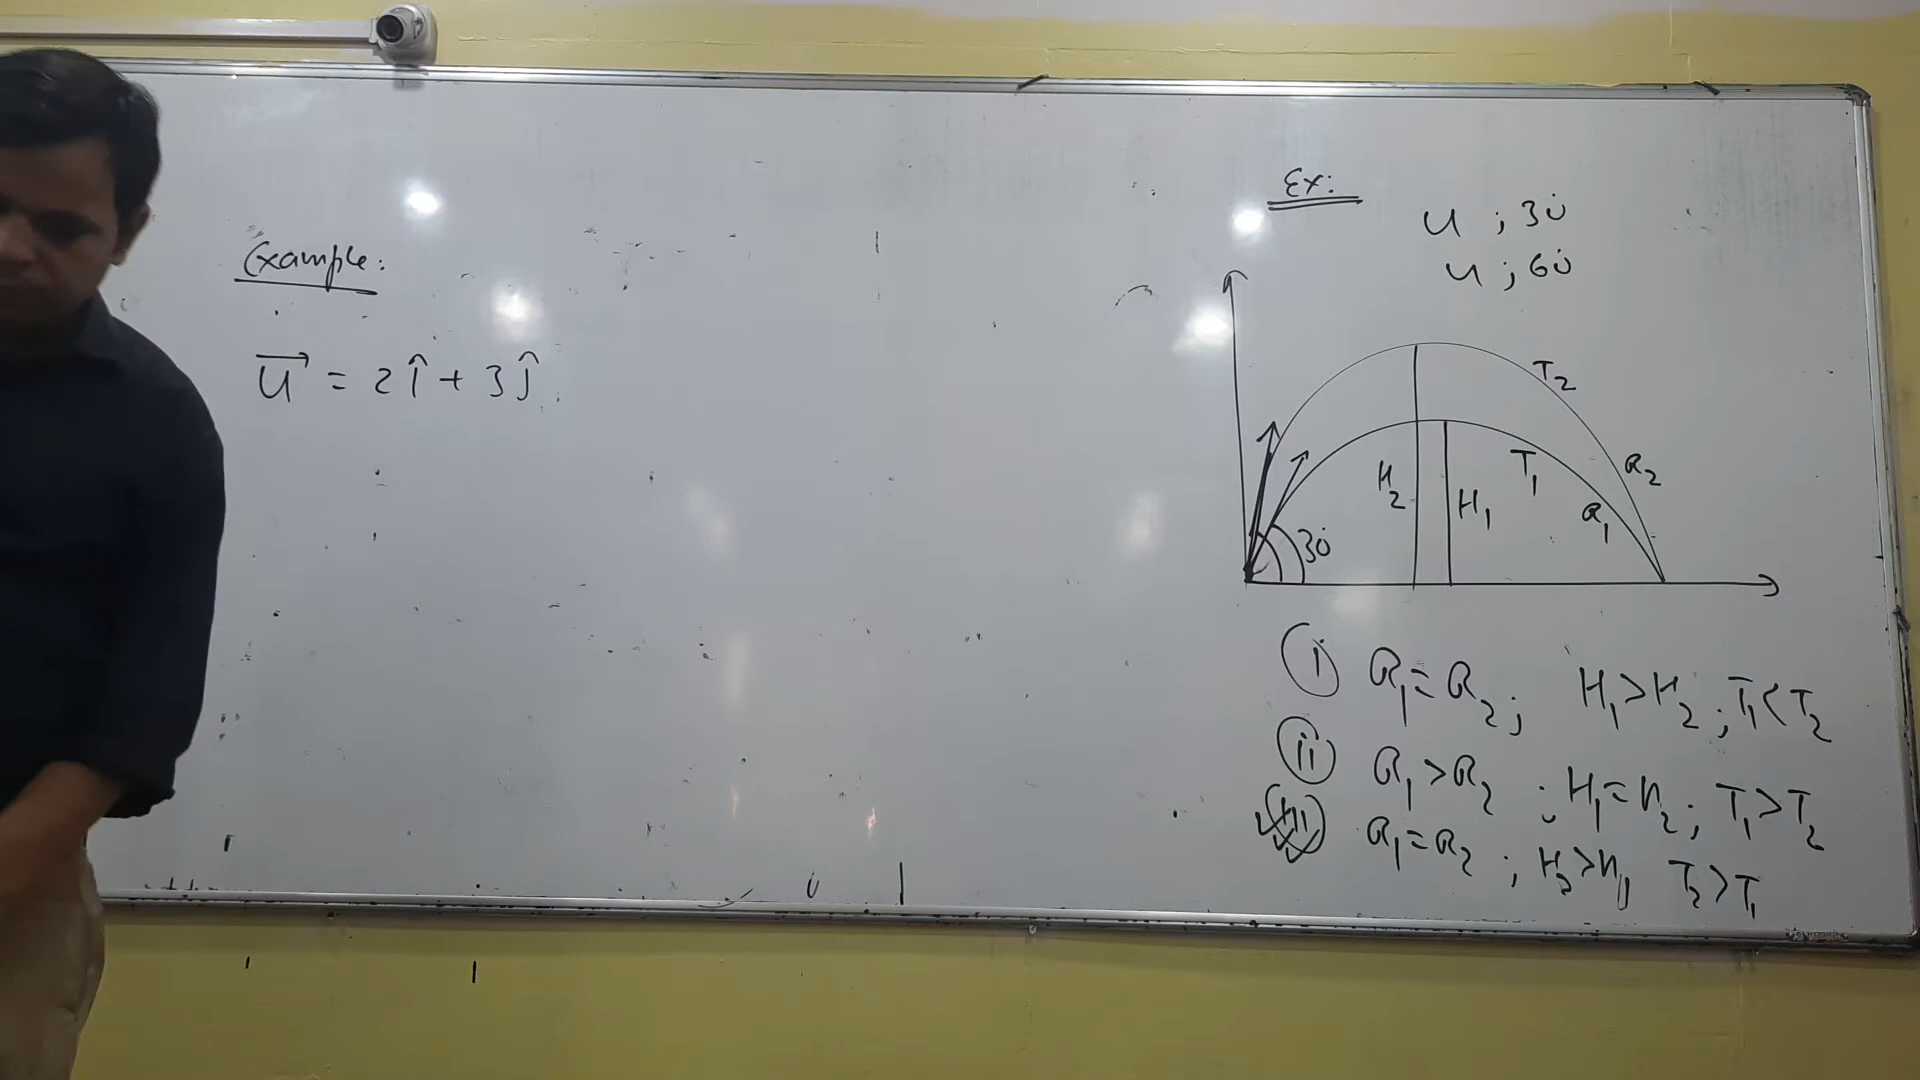 Example:
u⃗ = 2î + 3ĵ
Ex:
u ; 30°
u ; 60°
T₂
R₂
T₁
R₁
H₂
H₁
30°
(i) R₁ = R₂ ; H₁ > H₂ ; T₁ < T₂
(ii) R₁ > R₂ ; H₁ = H₂ ; T₁ > T₂
(iii) R₁ = R₂ ; H₂ > H₁ T₂ > T₁